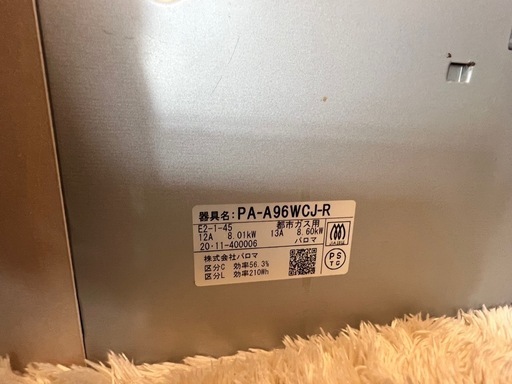 器具名: PA-A96WCJ-R
E2-1-45 都市ガス用
12A 8.01kW 13A 8.60kW
20・11-400006 パロマ
株式会社パロマ
区分C 効率56.3%
区分L 効率210Wh
PS
TG